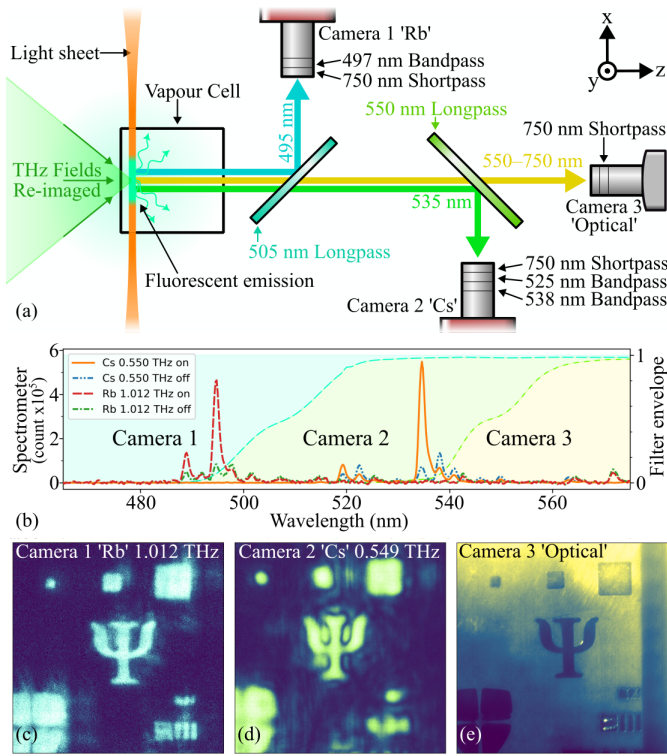 Light sheet
Vapour Cell
THz Fields
Re-imaged
Fluorescent emission
(a)
Camera 1 'Rb'
497 nm Bandpass
750 nm Shortpass
495 nm
505 nm Longpass
550 nm Longpass
535 nm
550–750 nm
x
y
z
750 nm Shortpass
Camera 3
'Optical'
750 nm Shortpass
525 nm Bandpass
538 nm Bandpass
Camera 2 'Cs'
Spectrometer
(count x10⁵)
6
4
2
0
Cs 0.550 THz on
Cs 0.550 THz off
Rb 1.012 THz on
Rb 1.012 THz off
Camera 1
Camera 2
Camera 3
1
0
Filter envelope
480
500
520
540
560
Wavelength (nm)
(b)
Camera 1 'Rb' 1.012 THz
(c)
Camera 2 'Cs' 0.549 THz
(d)
Camera 3 'Optical'
Ψ
(e)